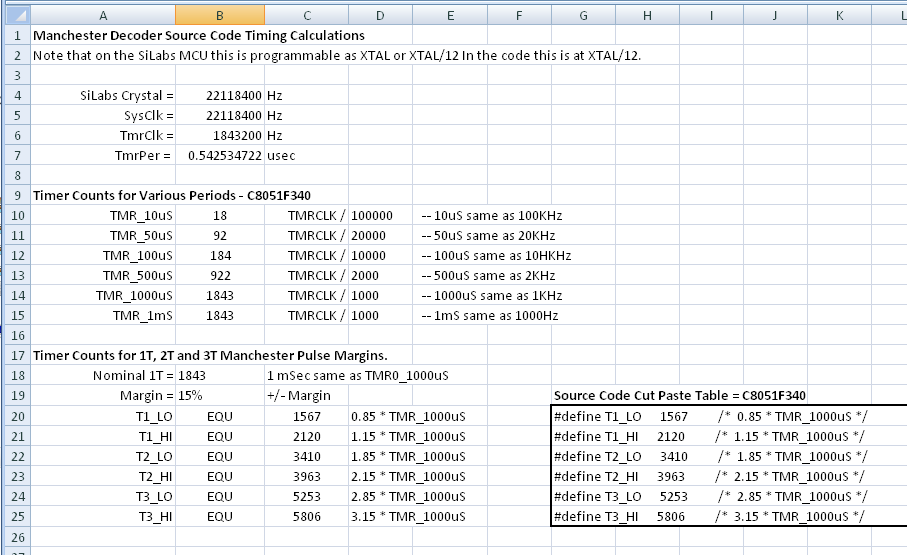 A B C D E F G H I J K L
1 Manchester Decoder Source Code Timing Calculations
2 Note that on the SiLabs MCU this is programmable as XTAL or XTAL/12 In the code this is at XTAL/12.
3
4 SiLabs Crystal = 22118400 Hz
5 SysClk = 22118400 Hz
6 TmrClk = 1843200 Hz
7 TmrPer = 0.542534722 usec
8
9 Timer Counts for Various Periods - C8051F340
10 TMR_10uS 18 TMRCLK / 100000 -- 10uS same as 100KHz
11 TMR_50uS 92 TMRCLK / 20000 -- 50uS same as 20KHz
12 TMR_100uS 184 TMRCLK / 10000 -- 100uS same as 10HKHz
13 TMR_500uS 922 TMRCLK / 2000 -- 500uS same as 2KHz
14 TMR_1000uS 1843 TMRCLK / 1000 -- 1000uS same as 1KHz
15 TMR_1mS 1843 TMRCLK / 1000 -- 1mS same as 1000Hz
16
17 Timer Counts for 1T, 2T and 3T Manchester Pulse Margins.
18 Nominal 1T = 1843 1 mSec same as TMR0_1000uS
19 Margin = 15% +/- Margin Source Code Cut Paste Table = C8051F340
20 T1_LO EQU 1567 0.85 * TMR_1000uS #define T1_LO 1567 /* 0.85 * TMR_1000uS */
21 T1_HI EQU 2120 1.15 * TMR_1000uS #define T1_HI 2120 /* 1.15 * TMR_1000uS */
22 T2_LO EQU 3410 1.85 * TMR_1000uS #define T2_LO 3410 /* 1.85 * TMR_1000uS */
23 T2_HI EQU 3963 2.15 * TMR_1000uS #define T2_HI 3963 /* 2.15 * TMR_1000uS */
24 T3_LO EQU 5253 2.85 * TMR_1000uS #define T3_LO 5253 /* 2.85 * TMR_1000uS */
25 T3_HI EQU 5806 3.15 * TMR_1000uS #define T3_HI 5806 /* 3.15 * TMR_1000uS */
26